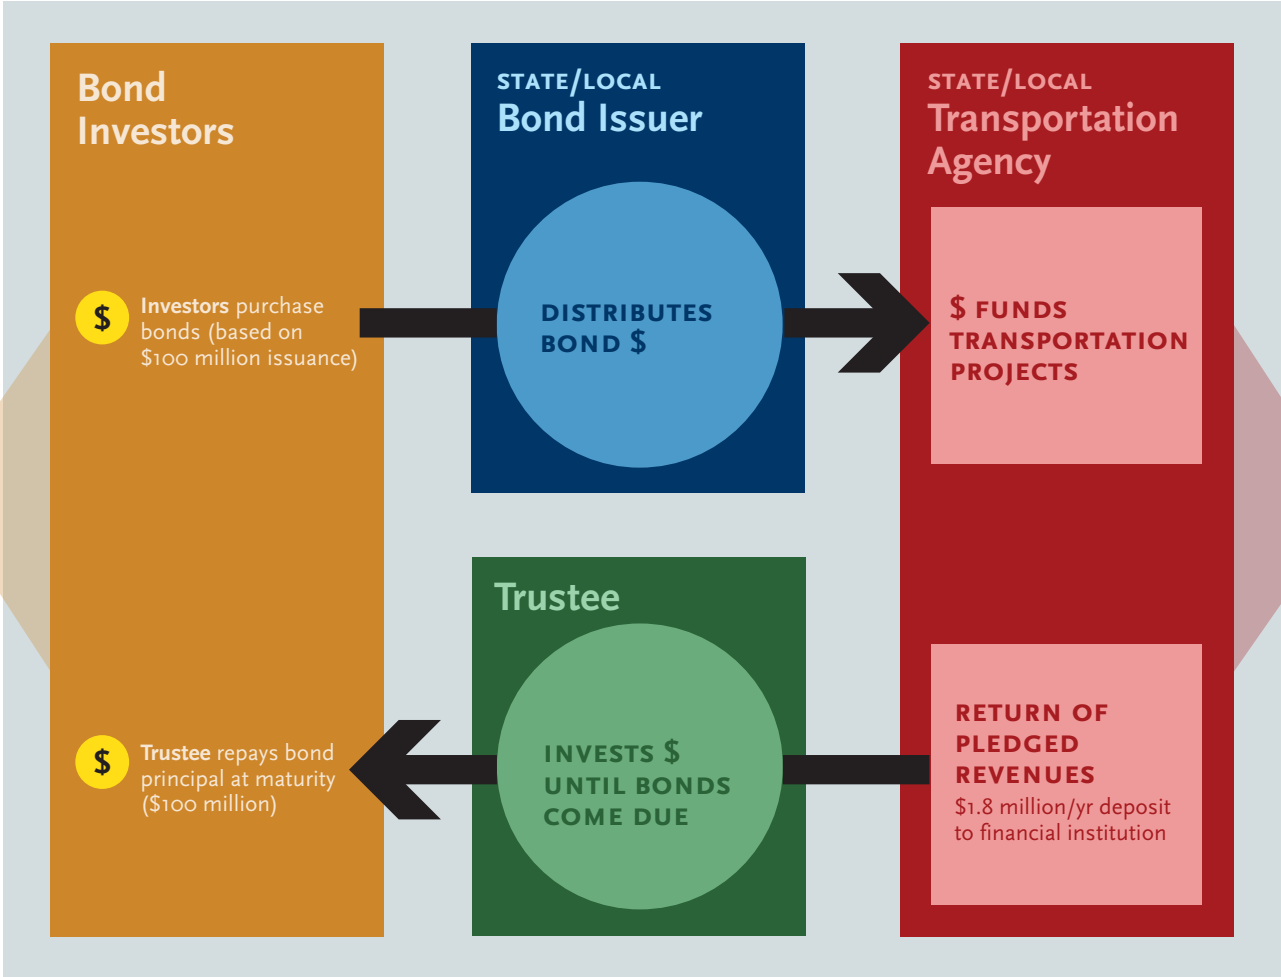 Bond
Investors
$
Investors purchase
bonds (based on
$100 million issuance)
$
Trustee repays bond
principal at maturity
($100 million)
STATE/LOCAL
Bond Issuer
DISTRIBUTES
BOND $
Trustee
INVESTS $
UNTIL BONDS
COME DUE
STATE/LOCAL
Transportation
Agency
$ FUNDS
TRANSPORTATION
PROJECTS
RETURN OF
PLEDGED
REVENUES
$1.8 million/yr deposit
to financial institution